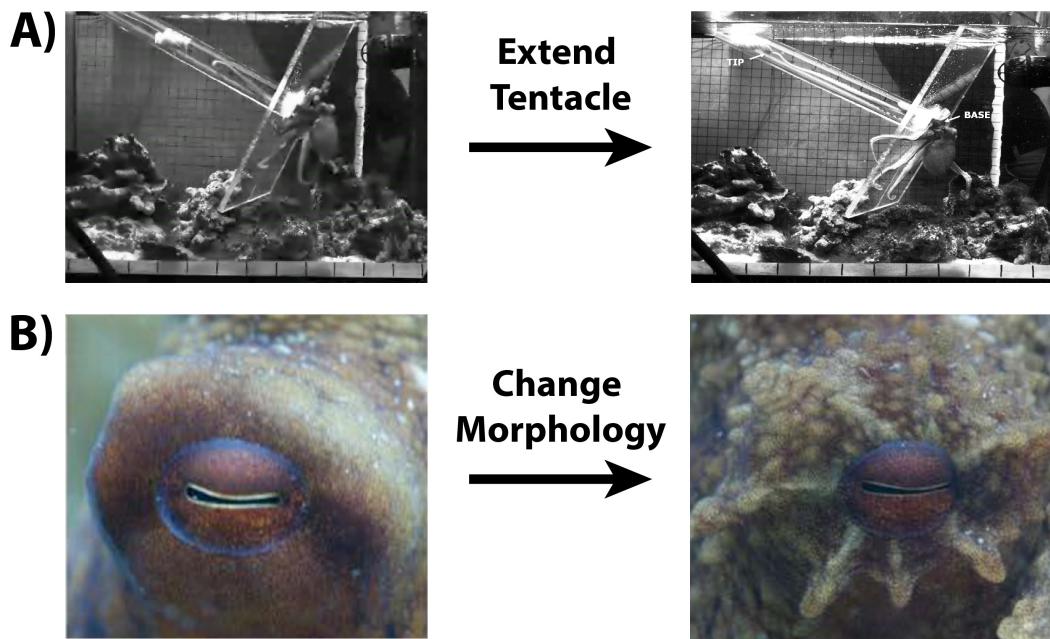 A)
Extend
Tentacle
TIP
BASE
B)
Change
Morphology